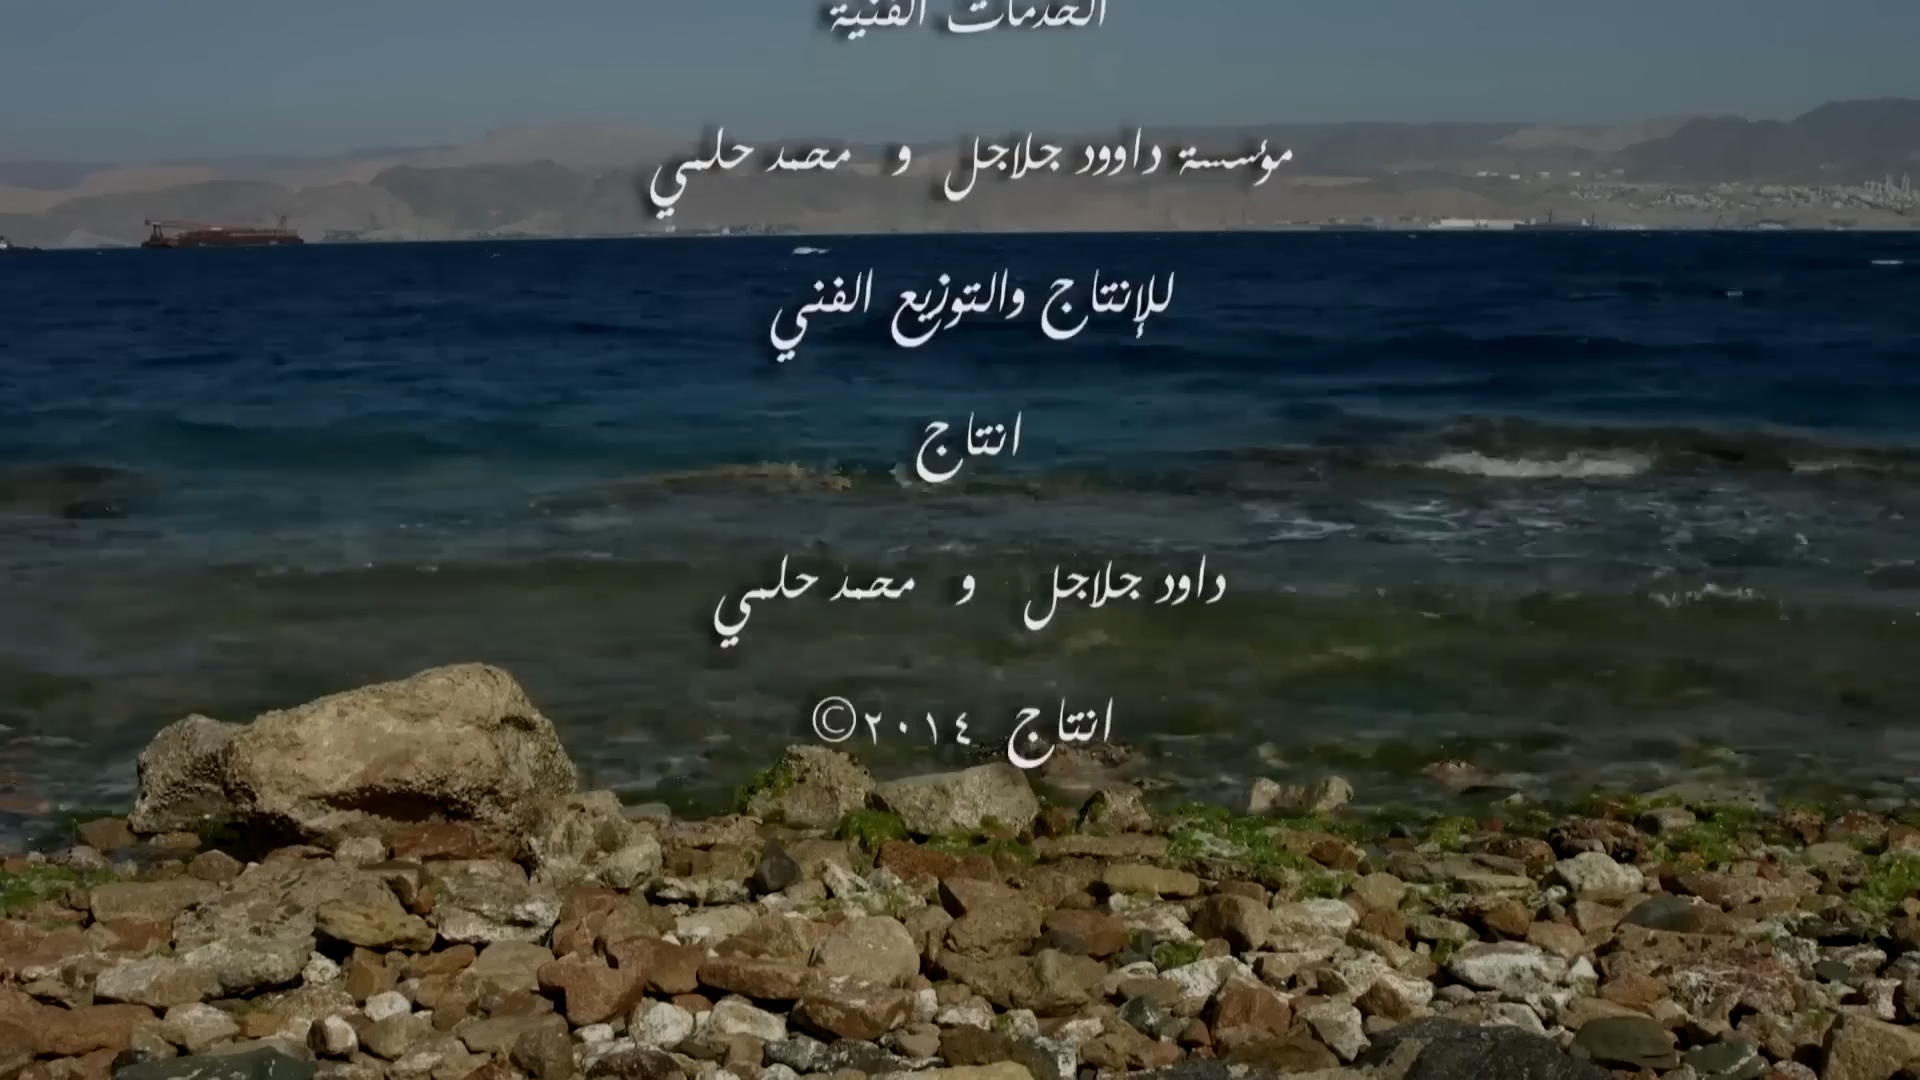 الخدمات الفنية
مؤسسة داوود جلاجل و محمد حلمي
للإنتاج والتوزيع الفني
انتاج
داود جلاجل و محمد حلمي
انتاج ٢٠١٤©